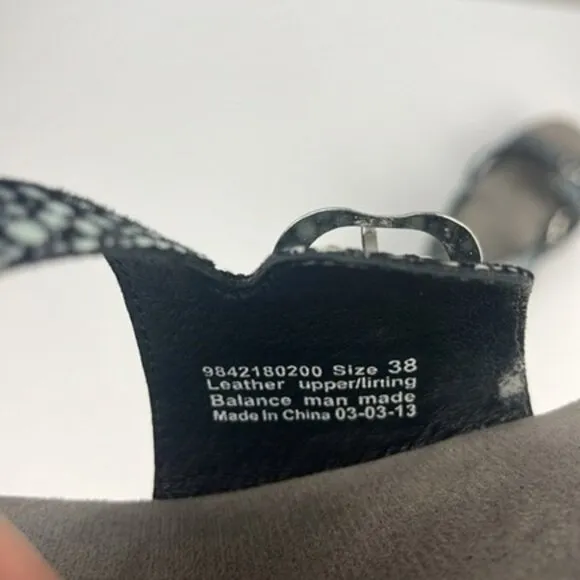 9842180200 Size 38
Leather upper/lining
Balance man made
Made In China 03-03-13